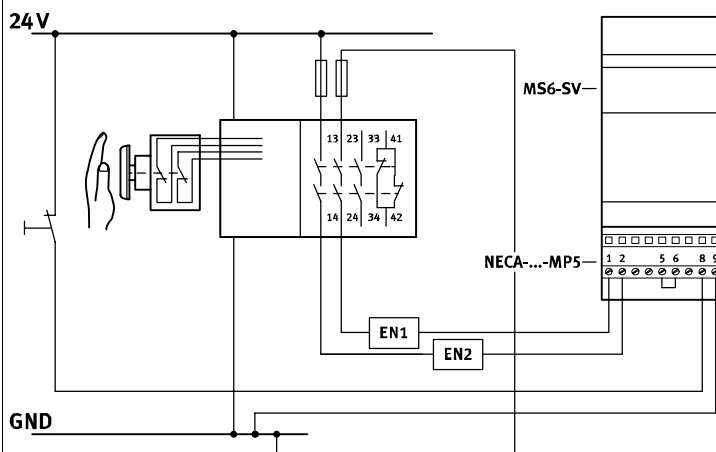 24V
MS6-SV
13 23 33 41
14 24 34 42
NECA-...-MP5
1 2 5 6 8 9
EN1
EN2
GND